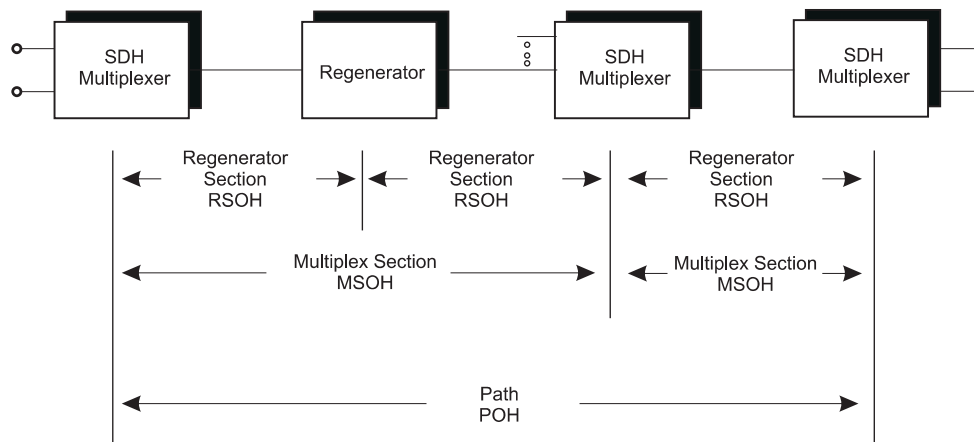 SDH
Multiplexer
Regenerator
SDH
Multiplexer
SDH
Multiplexer
Regenerator
Section
RSOH
Regenerator
Section
RSOH
Regenerator
Section
RSOH
Multiplex Section
MSOH
Multiplex Section
MSOH
Path
POH